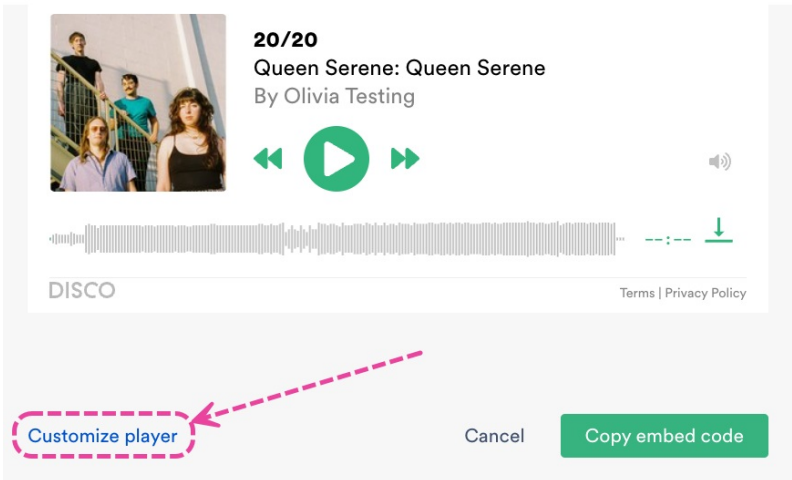 20/20
Queen Serene: Queen Serene
By Olivia Testing
--:--
DISCO
Terms | Privacy Policy
Customize player
Cancel
Copy embed code